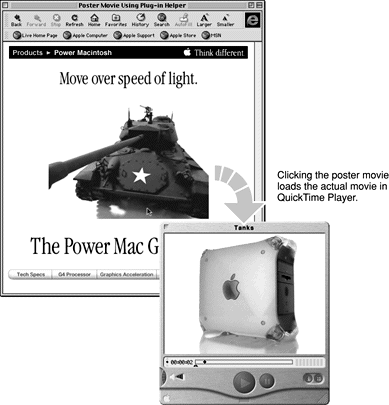 Poster Movie Using Plug-in Helper
Back Forward Stop Refresh Home Favorites History Search AutoFill Larger Smaller
Live Home Page Apple Computer Apple Support Apple Store MSN
Products ▸ Power Macintosh Think different
Move over speed of light.
Clicking the poster movie
loads the actual movie in
QuickTime Player.
The Power Mac G
Tech Specs G4 Processor Graphics Acceleration
Tanks
00:00:02